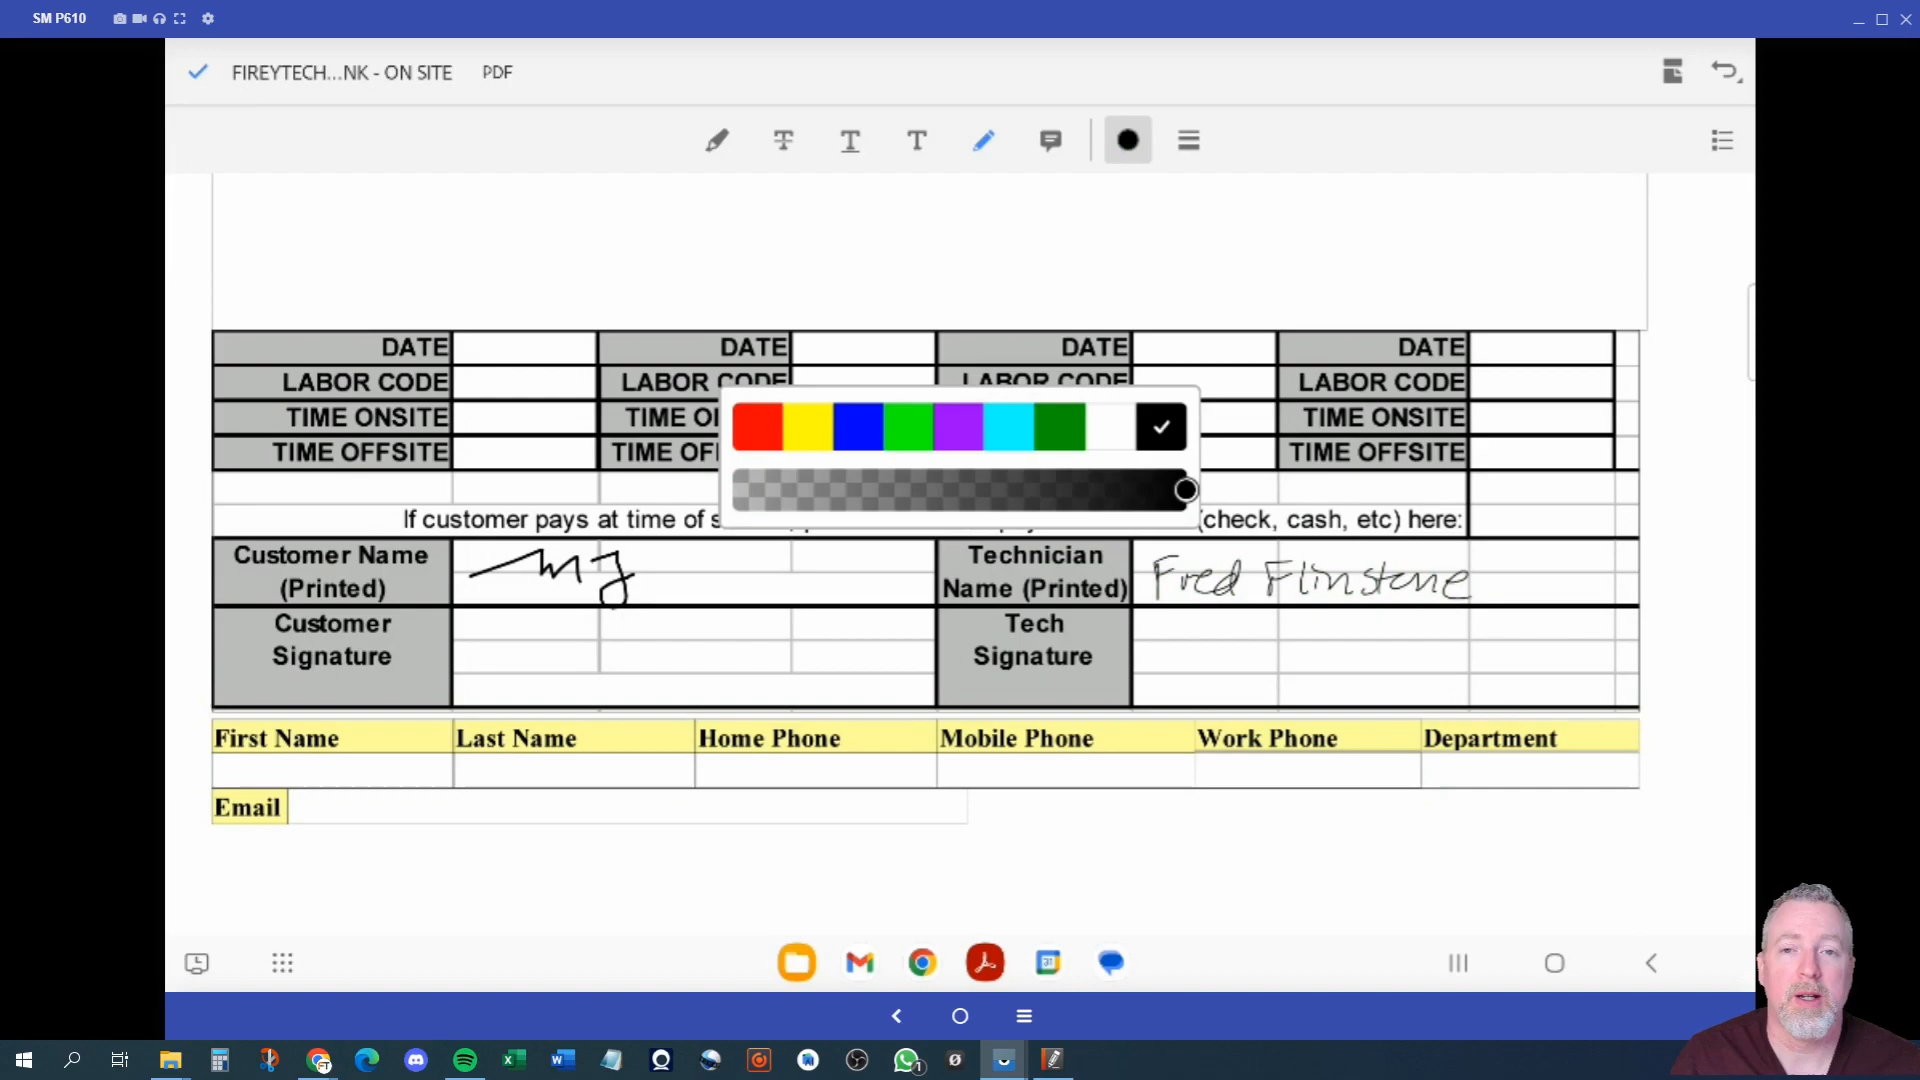 SM P610
FIREYTECH...NK - ON SITE PDF
DATE DATE DATE DATE
LABOR CODE LABOR CODE LABOR CODE LABOR CODE
TIME ONSITE TIME ONSITE
TIME OFFSITE TIME OFFSITE
If customer pays at time of (check, cash, etc) here:
Customer Name (Printed) MJ Technician Name (Printed) Fred Flinstone
Customer Signature Tech Signature
First Name Last Name Home Phone Mobile Phone Work Phone Department
Email